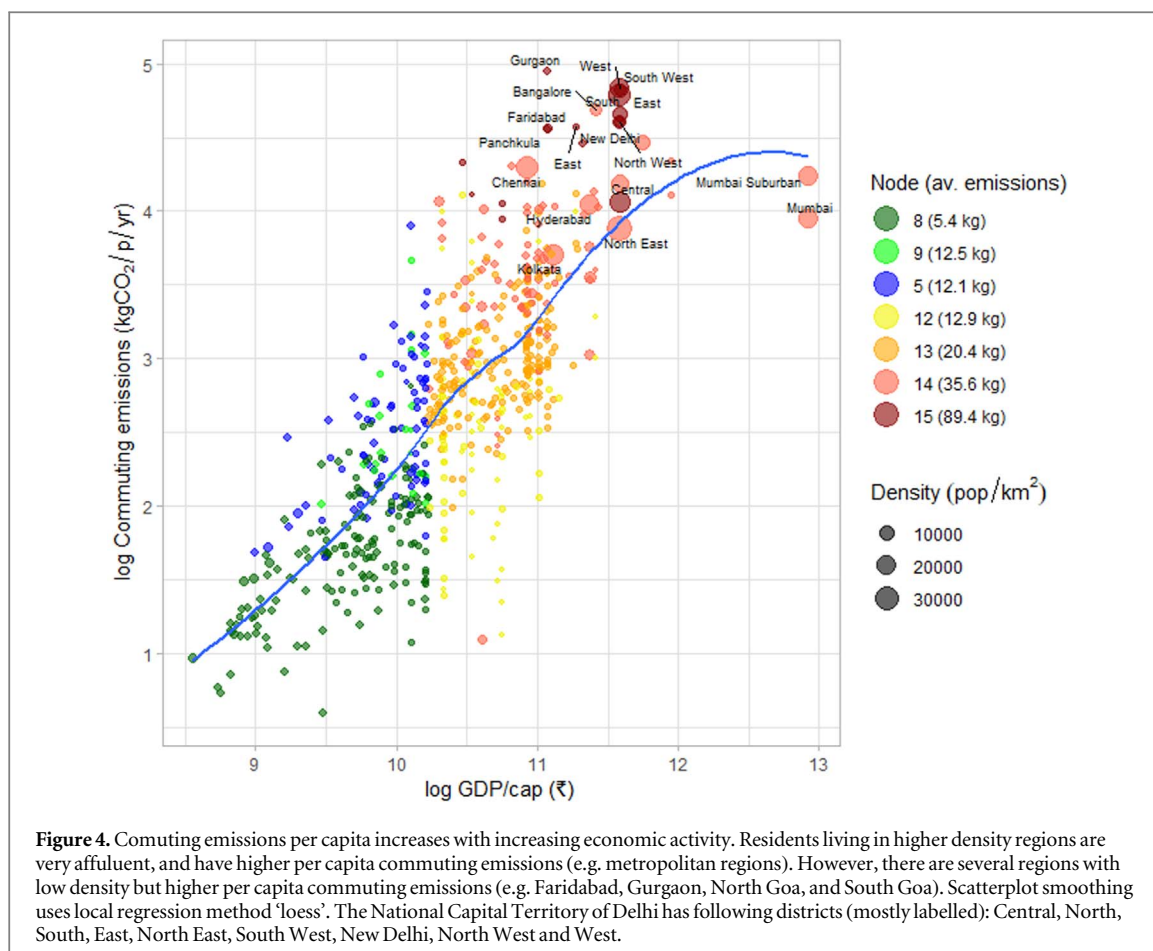 5
4
3
2
1
log Commuting emissions (kgCO₂/ p/ yr)
Gurgaon
West
South West
Bangalore
South
East
Faridabad
New Delhi
Panchkula
East
North West
Chennai
Central
Mumbai Suburban
Hyderabad
Mumbai
North East
Kolkata
9 10 11 12 13
log GDP/cap (₹)
Node (av. emissions)
8 (5.4 kg)
9 (12.5 kg)
5 (12.1 kg)
12 (12.9 kg)
13 (20.4 kg)
14 (35.6 kg)
15 (89.4 kg)
Density (pop/km²)
10000
20000
30000
Figure 4. Comuting emissions per capita increases with increasing economic activity. Residents living in higher density regions are
very affuluent, and have higher per capita commuting emissions (e.g. metropolitan regions). However, there are several regions with
low density but higher per capita commuting emissions (e.g. Faridabad, Gurgaon, North Goa, and South Goa). Scatterplot smoothing
uses local regression method ‘loess’. The National Capital Territory of Delhi has following districts (mostly labelled): Central, North,
South, East, North East, South West, New Delhi, North West and West.